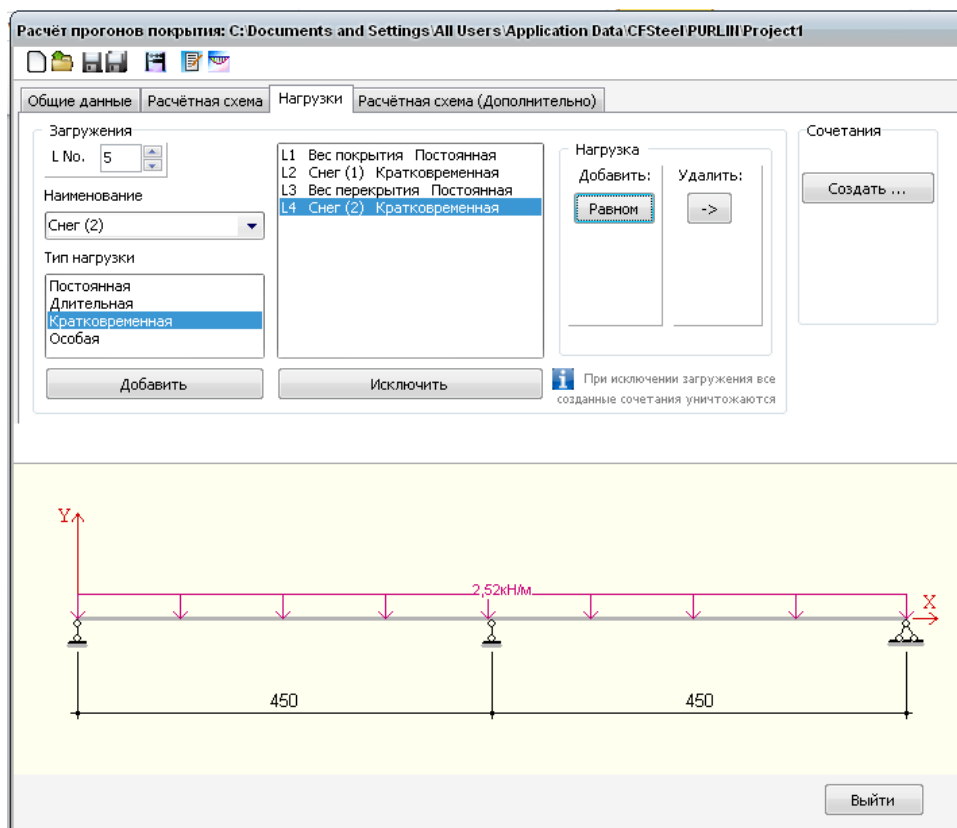 Расчёт прогонов покрытия: C:\Documents and Settings\All Users\Application Data\CFSteel\PURLIN\Project1
Общие данные Расчётная схема Нагрузки Расчётная схема (Дополнительно)
Загружения
L No. 5
Наименование
Снег (2)
Тип нагрузки
Постоянная
Длительная
Кратковременная
Особая
Добавить
L1 Вес покрытия Постоянная
L2 Снег (1) Кратковременная
L3 Вес перекрытия Постоянная
L4 Снег (2) Кратковременная
Исключить
Нагрузка
Добавить: Удалить:
Равном ->
При исключении загружения все
созданные сочетания уничтожаются
Сочетания
Создать ...
Y
2,52кН/м
X
450 450
Выйти